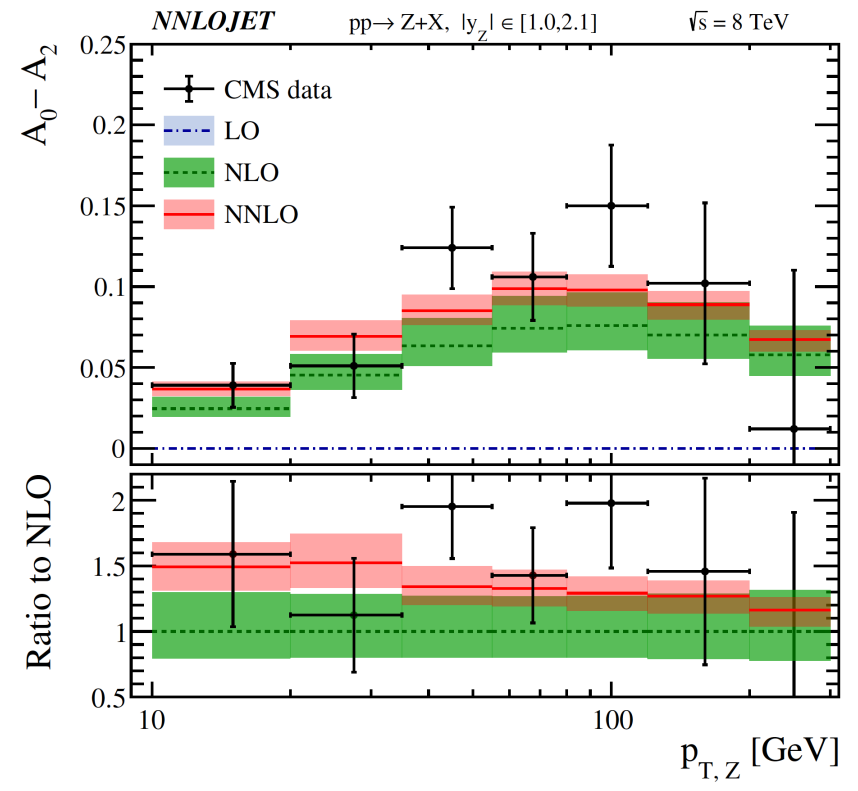 NNLOJET pp→ Z+X, |y_Z| ∈ [1.0,2.1] √s = 8 TeV
A_0− A_2
0.25
0.2
0.15
0.1
0.05
0
CMS data
LO
NLO
NNLO
Ratio to NLO
2
1.5
1
0.5
10 100
p_T, Z [GeV]